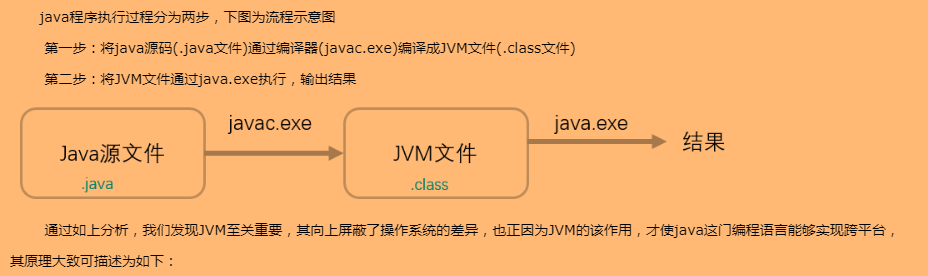 java程序执行过程分为两步，下图为流程示意图
第一步：将java源码(.java文件)通过编译器(javac.exe)编译成JVM文件(.class文件)
第二步：将JVM文件通过java.exe执行，输出结果
Java源文件
.java
javac.exe
JVM文件
.class
java.exe
结果
通过如上分析，我们发现JVM至关重要，其向上屏蔽了操作系统的差异，也正因为JVM的该作用，才使java这门编程语言能够实现跨平台，
其原理大致可描述为如下：